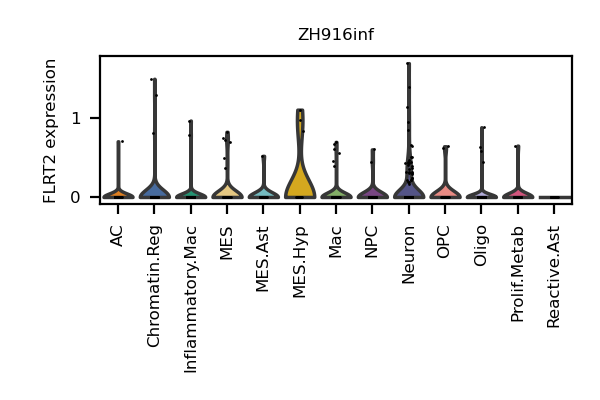 ZH916inf
FLRT2 expression
1
0
AC
Chromatin.Reg
Inflammatory.Mac
MES
MES.Ast
MES.Hyp
Mac
NPC
Neuron
OPC
Oligo
Prolif.Metab
Reactive.Ast